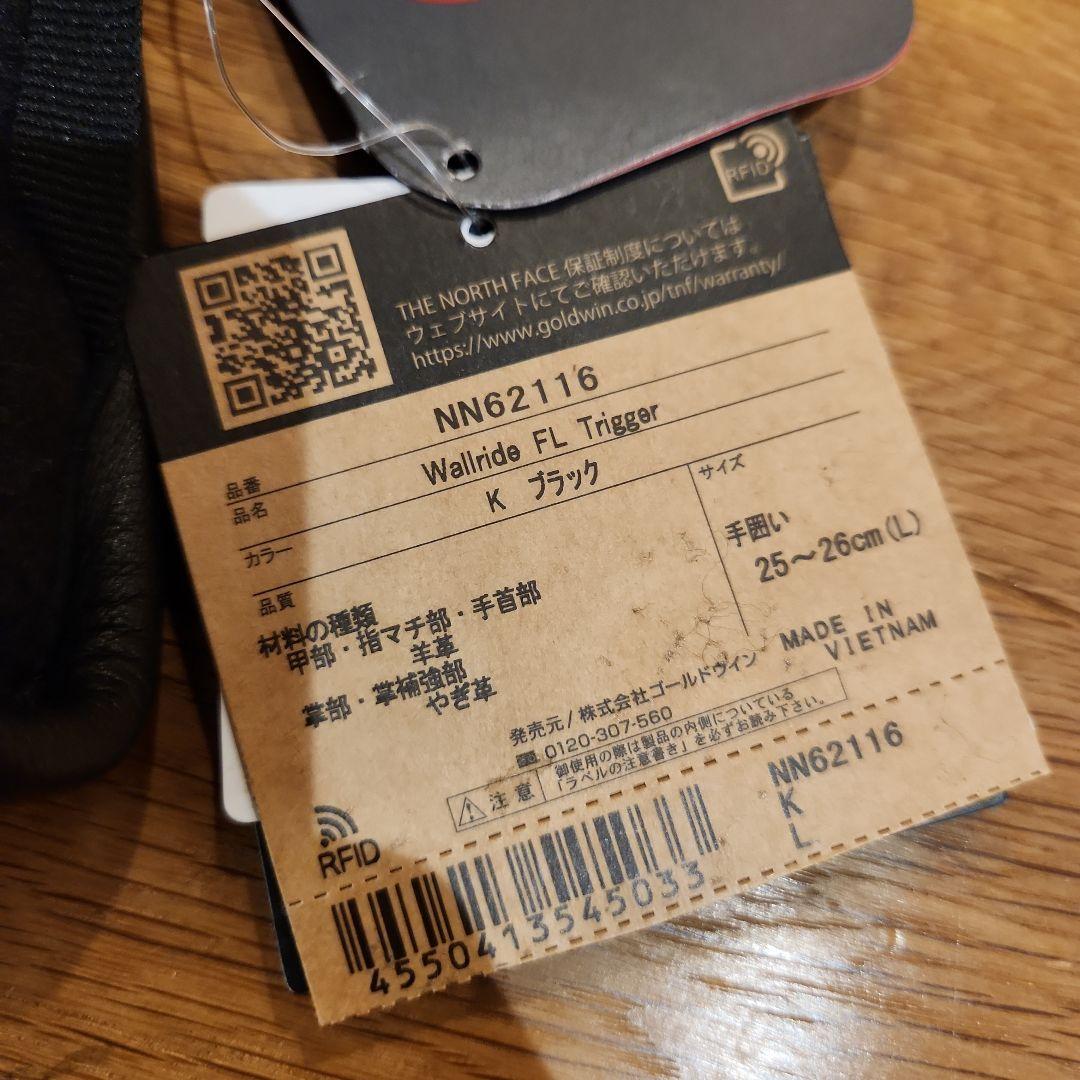 RFID
THE NORTH FACE 保証制度については
ウェブサイトにてご確認いただけます。
https://www.goldwin.co.jp/tnf/warranty/
品番 NN62116
品名 Wallride FL Trigger
カラー K ブラック
品質
材料の種類
甲部・指マチ部・手首部
羊革
掌部・掌補強部
やぎ革
サイズ
手囲い
25～26cm(L)
MADE IN
VIETNAM
発売元/株式会社ゴールドウイン
0120-307-560
注意
御使用の際は製品の内側についている
「ラベルの注意書き」を必ずお読み下さい。
RFID
NN62116
K
L
4550413545033